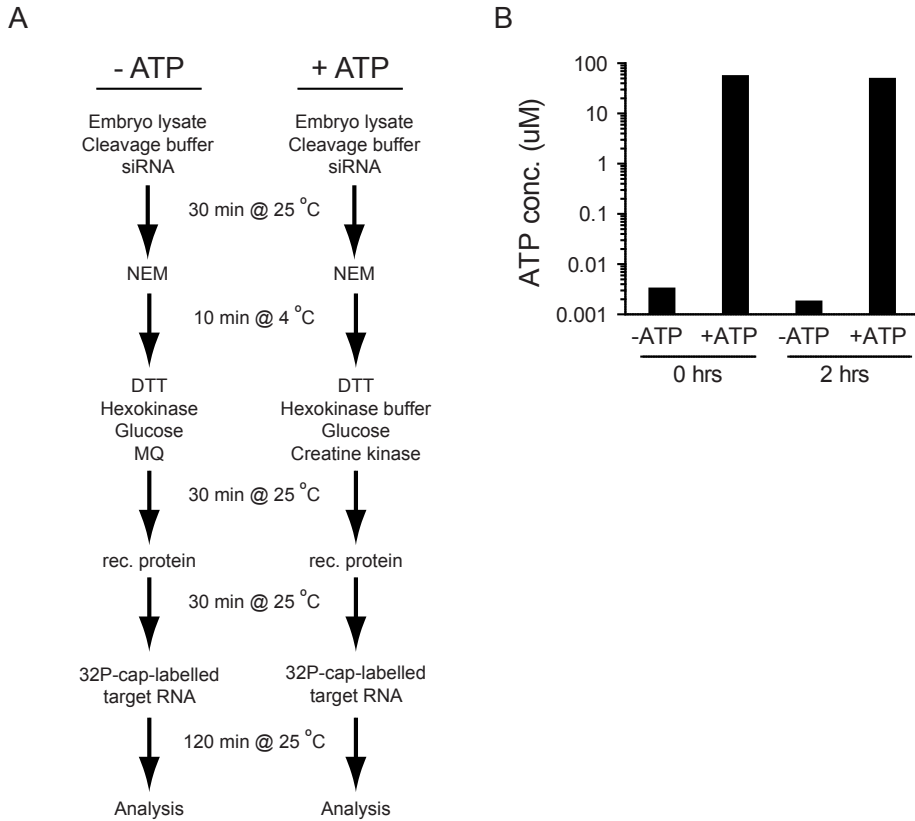 A
- ATP
+ ATP
Embryo lysate
Cleavage buffer
siRNA
Embryo lysate
Cleavage buffer
siRNA
30 min @ 25 °C
NEM
NEM
10 min @ 4 °C
DTT
Hexokinase
Glucose
MQ
DTT
Hexokinase buffer
Glucose
Creatine kinase
30 min @ 25 °C
rec. protein
rec. protein
30 min @ 25 °C
32P-cap-labelled
target RNA
32P-cap-labelled
target RNA
120 min @ 25 °C
Analysis
Analysis
B
ATP conc. (uM)
100
10
1
0.1
0.01
0.001
-ATP +ATP -ATP +ATP
0 hrs 2 hrs